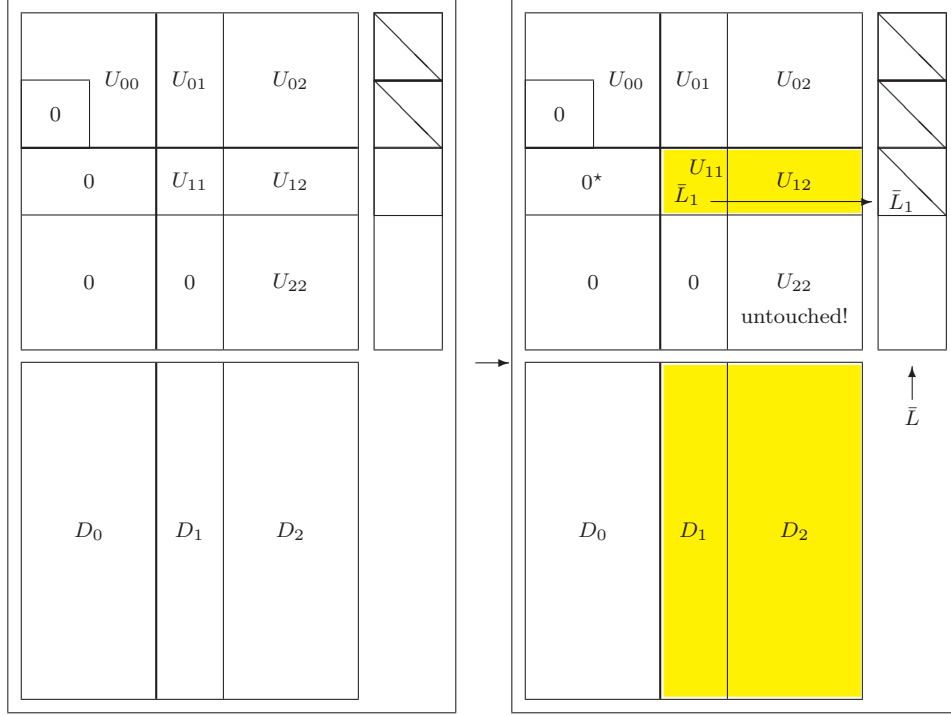 U₀₀ U₀₁ U₀₂
0
0 U₁₁ U₁₂
0 0 U₂₂
D₀ D₁ D₂
U₀₀ U₀₁ U₀₂
0
0⋆ U₁₁ U₁₂
L̄₁ L̄₁
0 0 U₂₂
untouched!
L̄
D₀ D₁ D₂